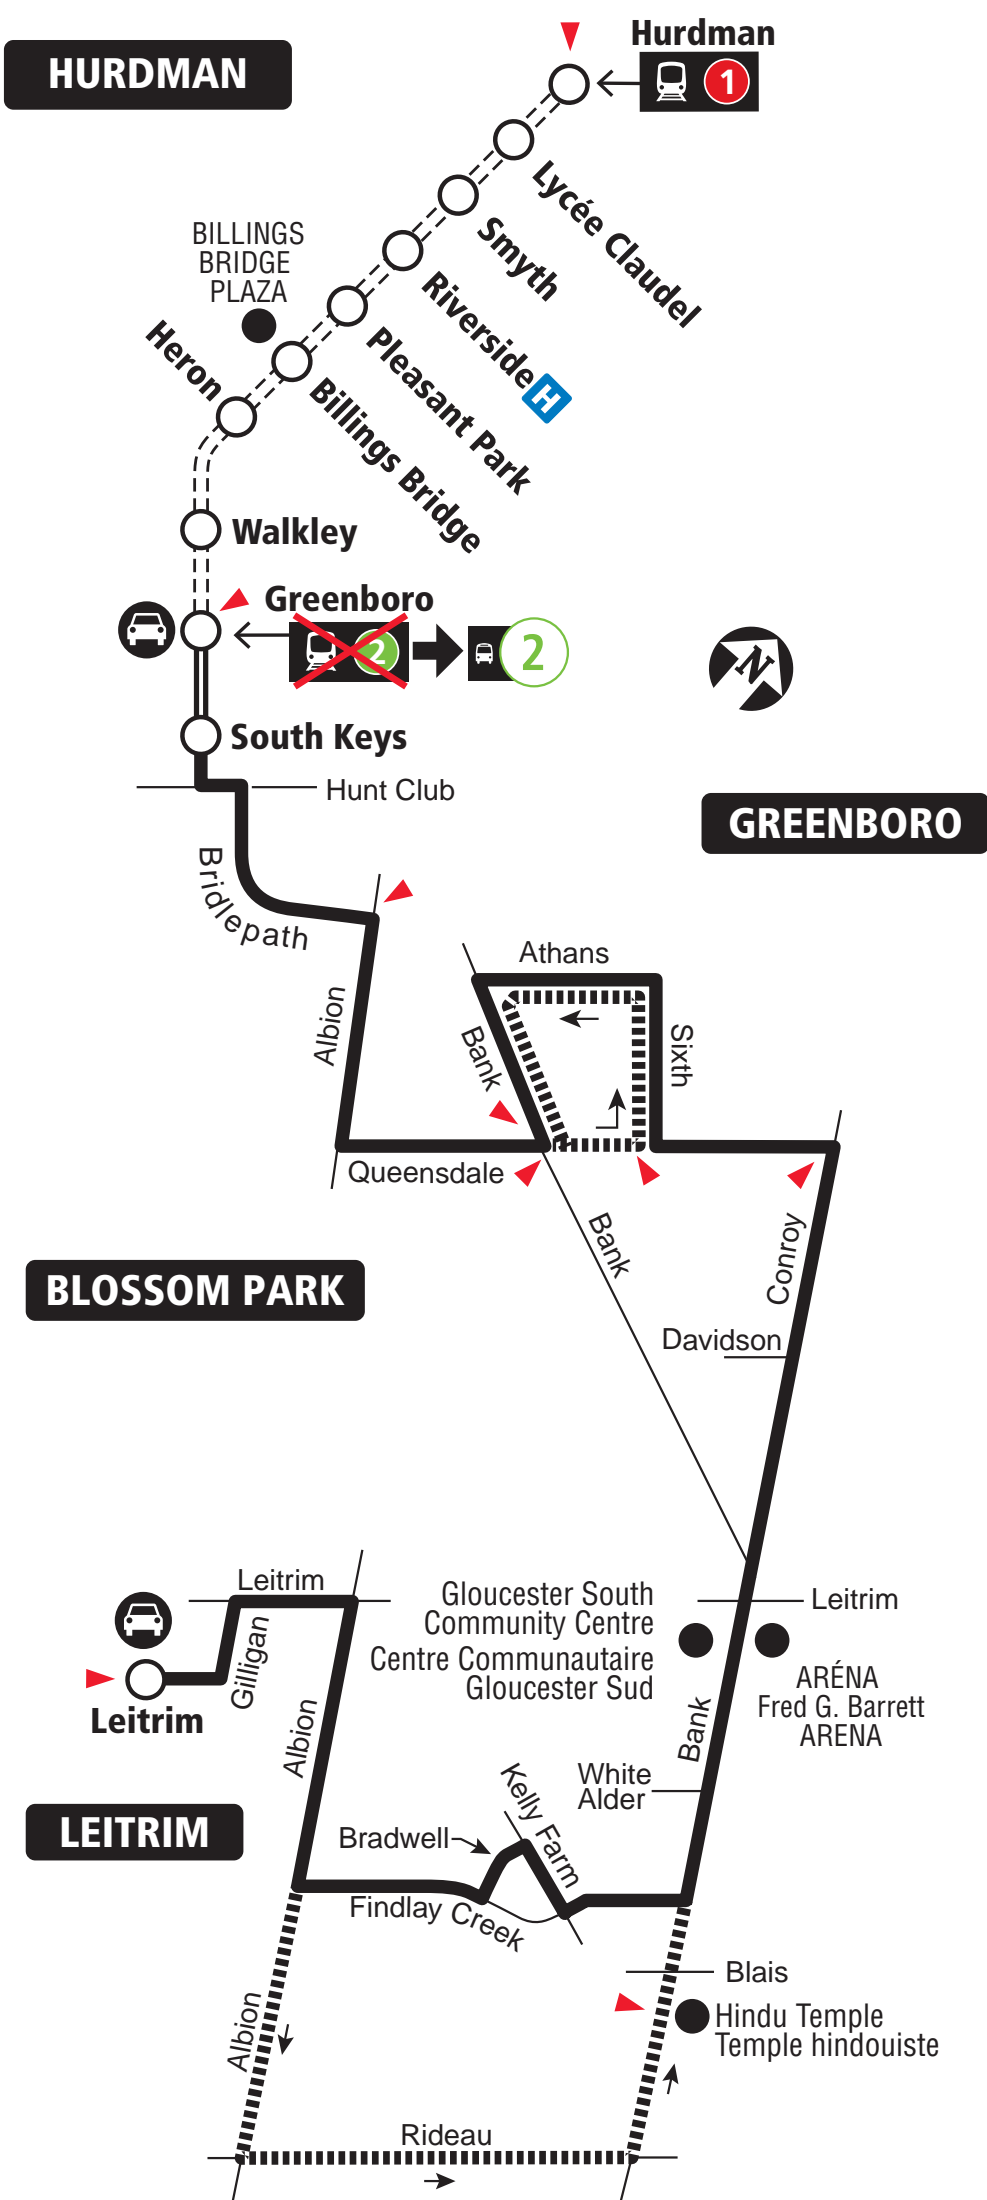 HURDMAN
Hurdman
1
Lycée Claudel
Smyth
Riverside
H
Pleasant Park
BILLINGS
BRIDGE
PLAZA
Billings Bridge
Heron
Walkley
Greenboro
2
2
South Keys
N
Hunt Club
GREENBORO
Bridlepath
Albion
Athans
Bank
Sixth
Queensdale
Bank
Conroy
BLOSSOM PARK
Davidson
Leitrim
Gloucester South
Community Centre
Centre Communautaire
Gloucester Sud
Leitrim
ARÉNA
Fred G. Barrett
ARENA
Gilligan
Leitrim
Albion
Bank
White
Alder
Kelly Farm
LEITRIM
Bradwell
Findlay Creek
Blais
Hindu Temple
Temple hindouiste
Albion
Rideau